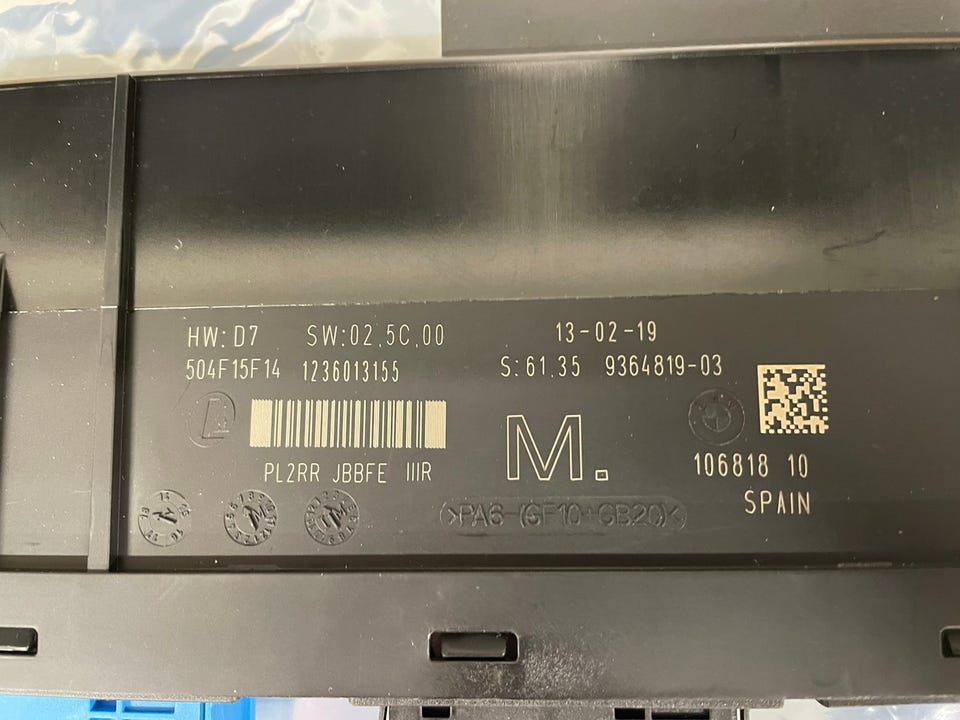 HW: D7 SW:02.5C.00 13-02-19
504F15F14 1236013155 S:61.35 9364819-03
L
PL2RR JBBFE IIIR
M.
106818 10
SPAIN
>PA6-(GF10+GB20)<